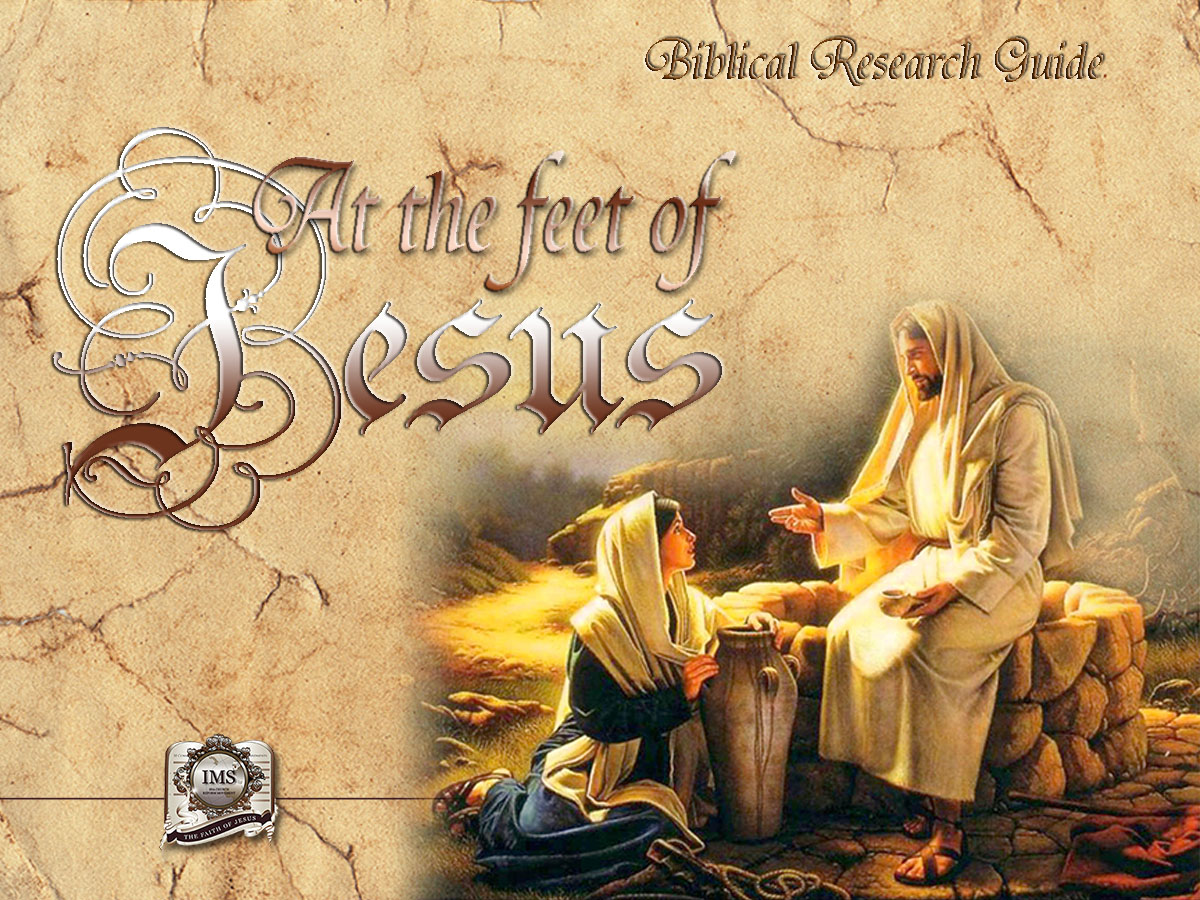 Biblical Research Guide
At the feet of
Jesus
IMS
THE FAITH OF JESUS